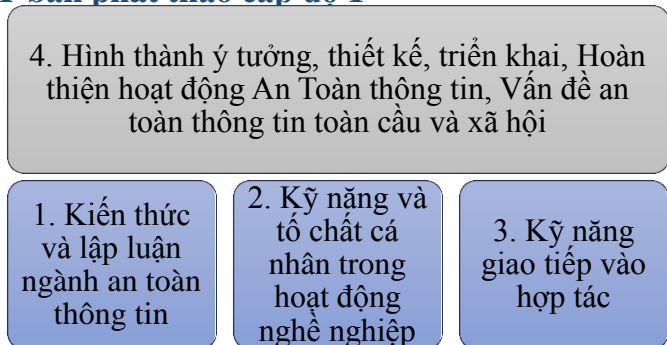 4. Hình thành ý tưởng, thiết kế, triển khai, Hoàn
thiện hoạt động An Toàn thông tin, Vấn đề an
toàn thông tin toàn cầu và xã hội
1. Kiến thức
và lập luận
ngành an toàn
thông tin
2. Kỹ năng và
tố chất cá
nhân trong
hoạt động
nghề nghiệp
3. Kỹ năng
giao tiếp vào
hợp tác